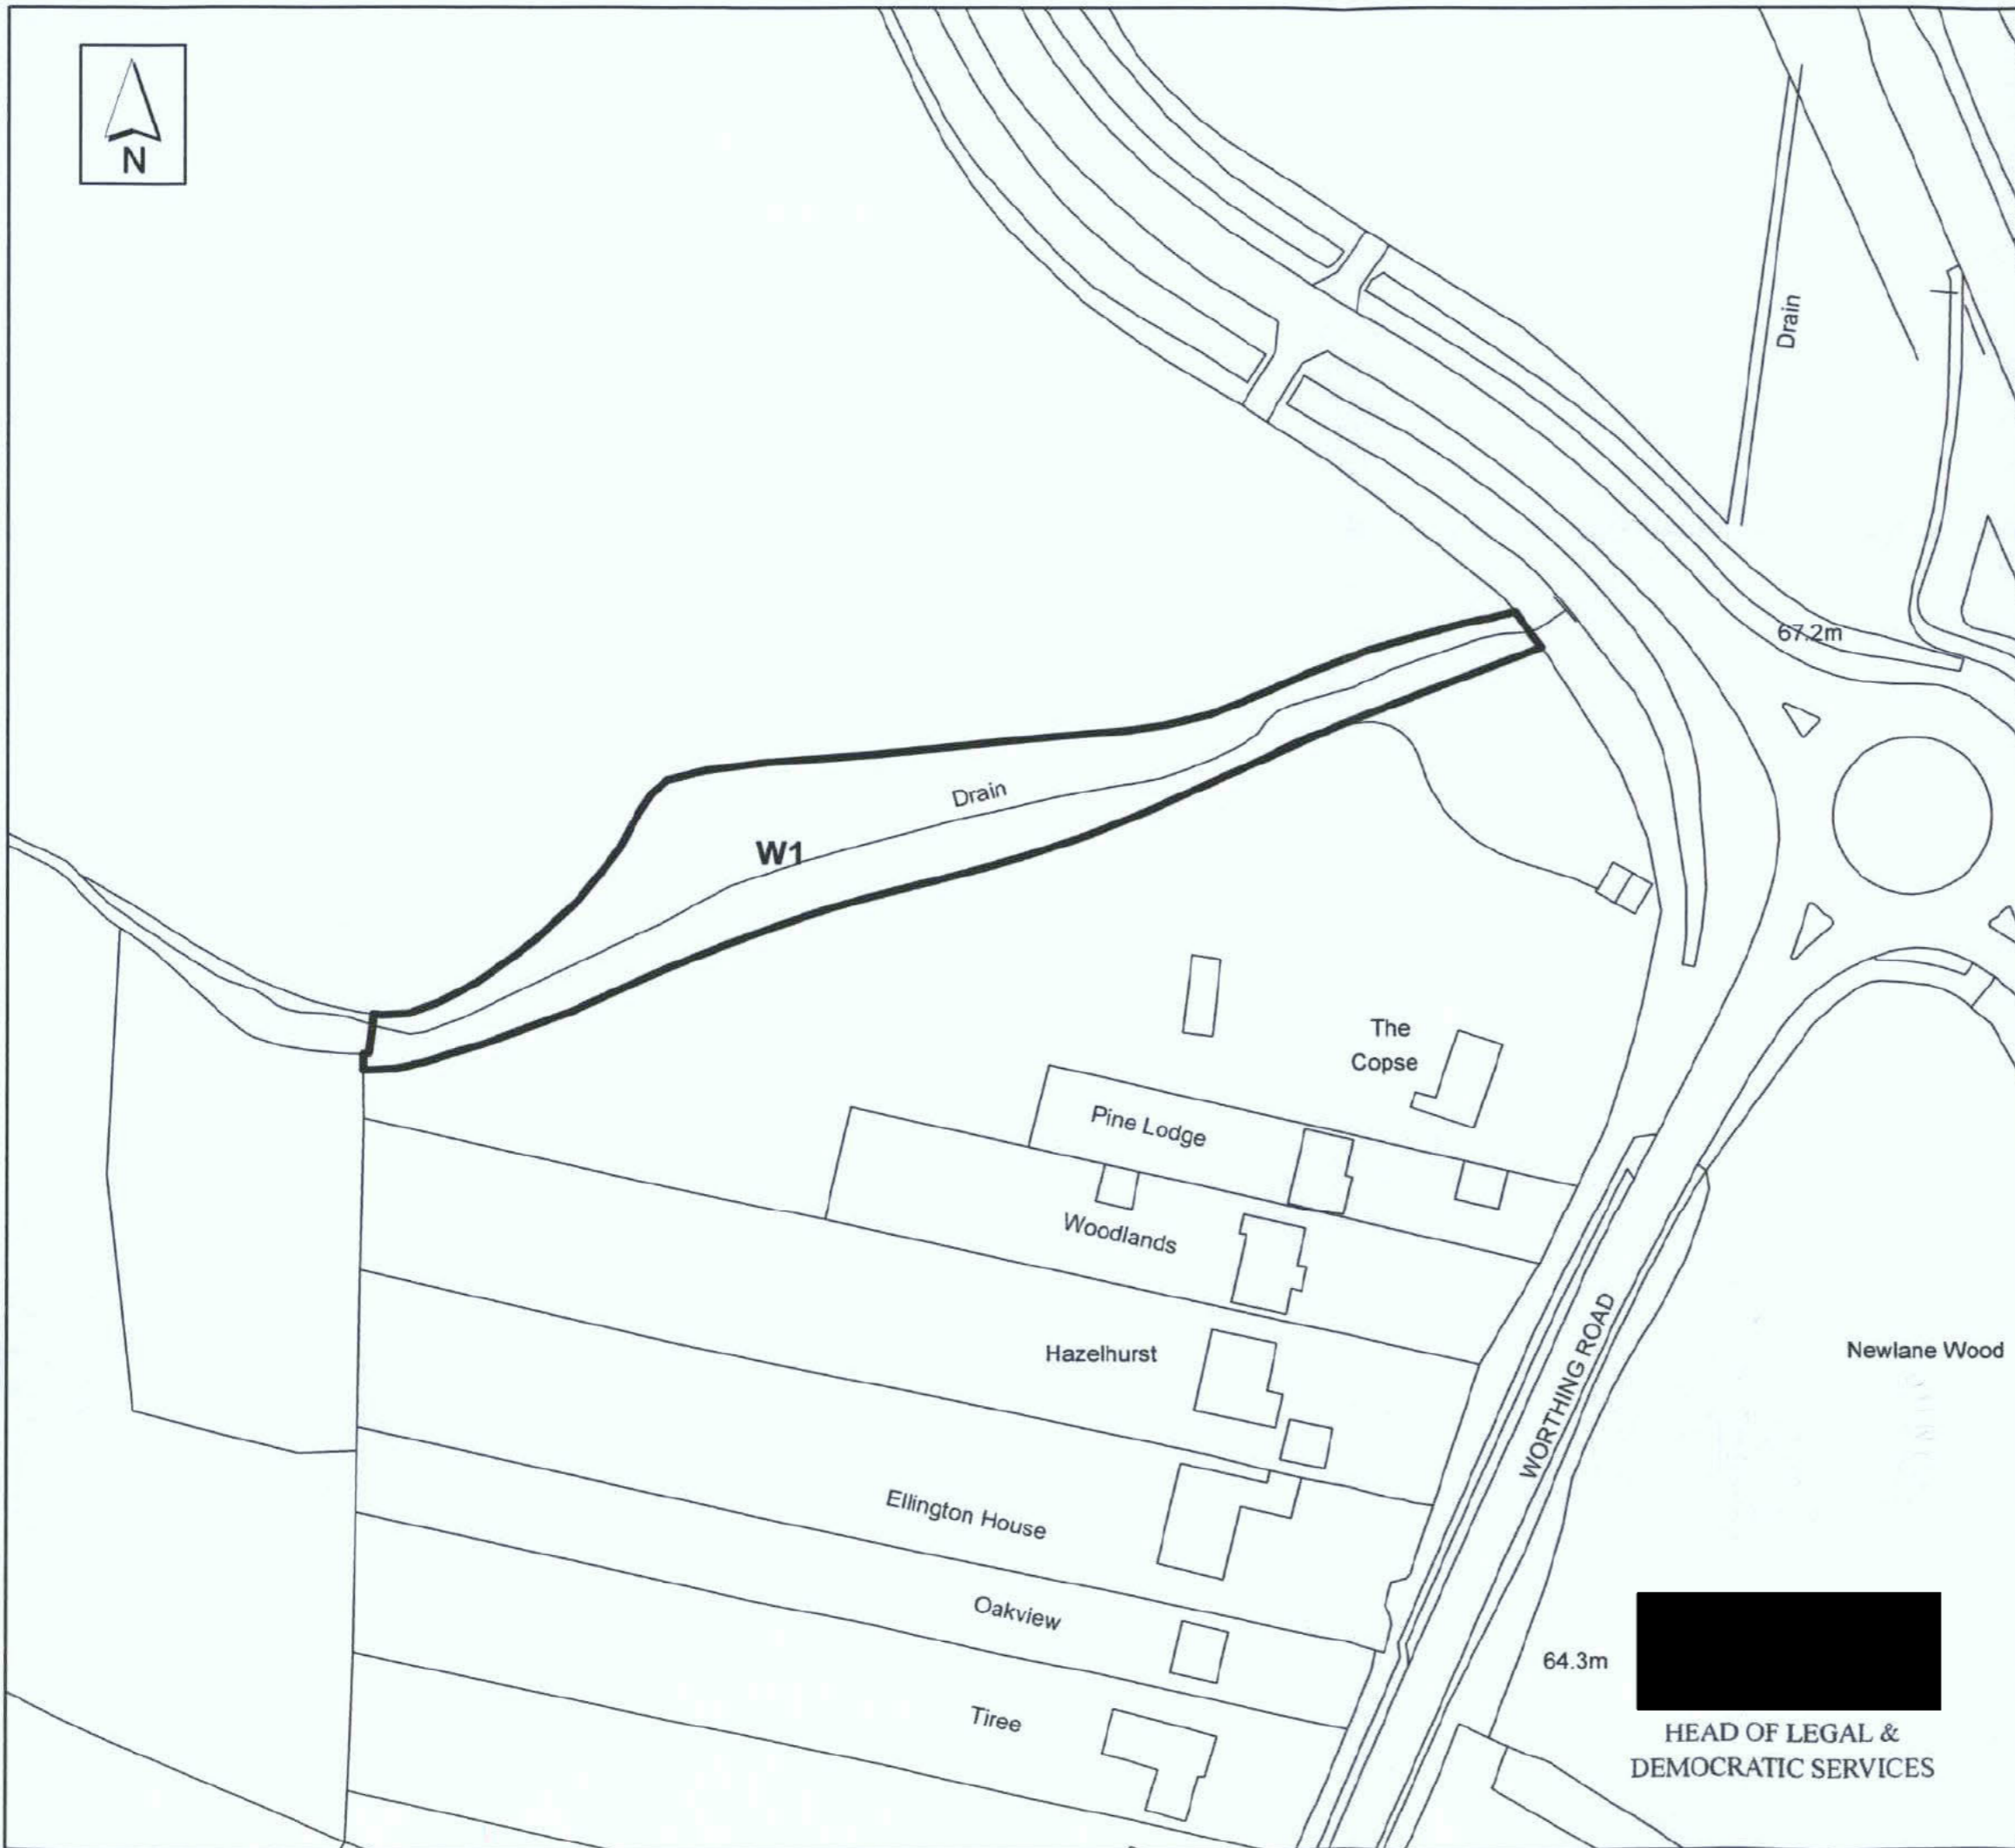 N
Drain
67.2m
Drain
W1
The
Copse
Pine Lodge
Woodlands
Hazelhurst
WORTHING ROAD
Newlane Wood
Ellington House
Oakview
64.3m
Tiree
HEAD OF LEGAL &
DEMOCRATIC SERVICES